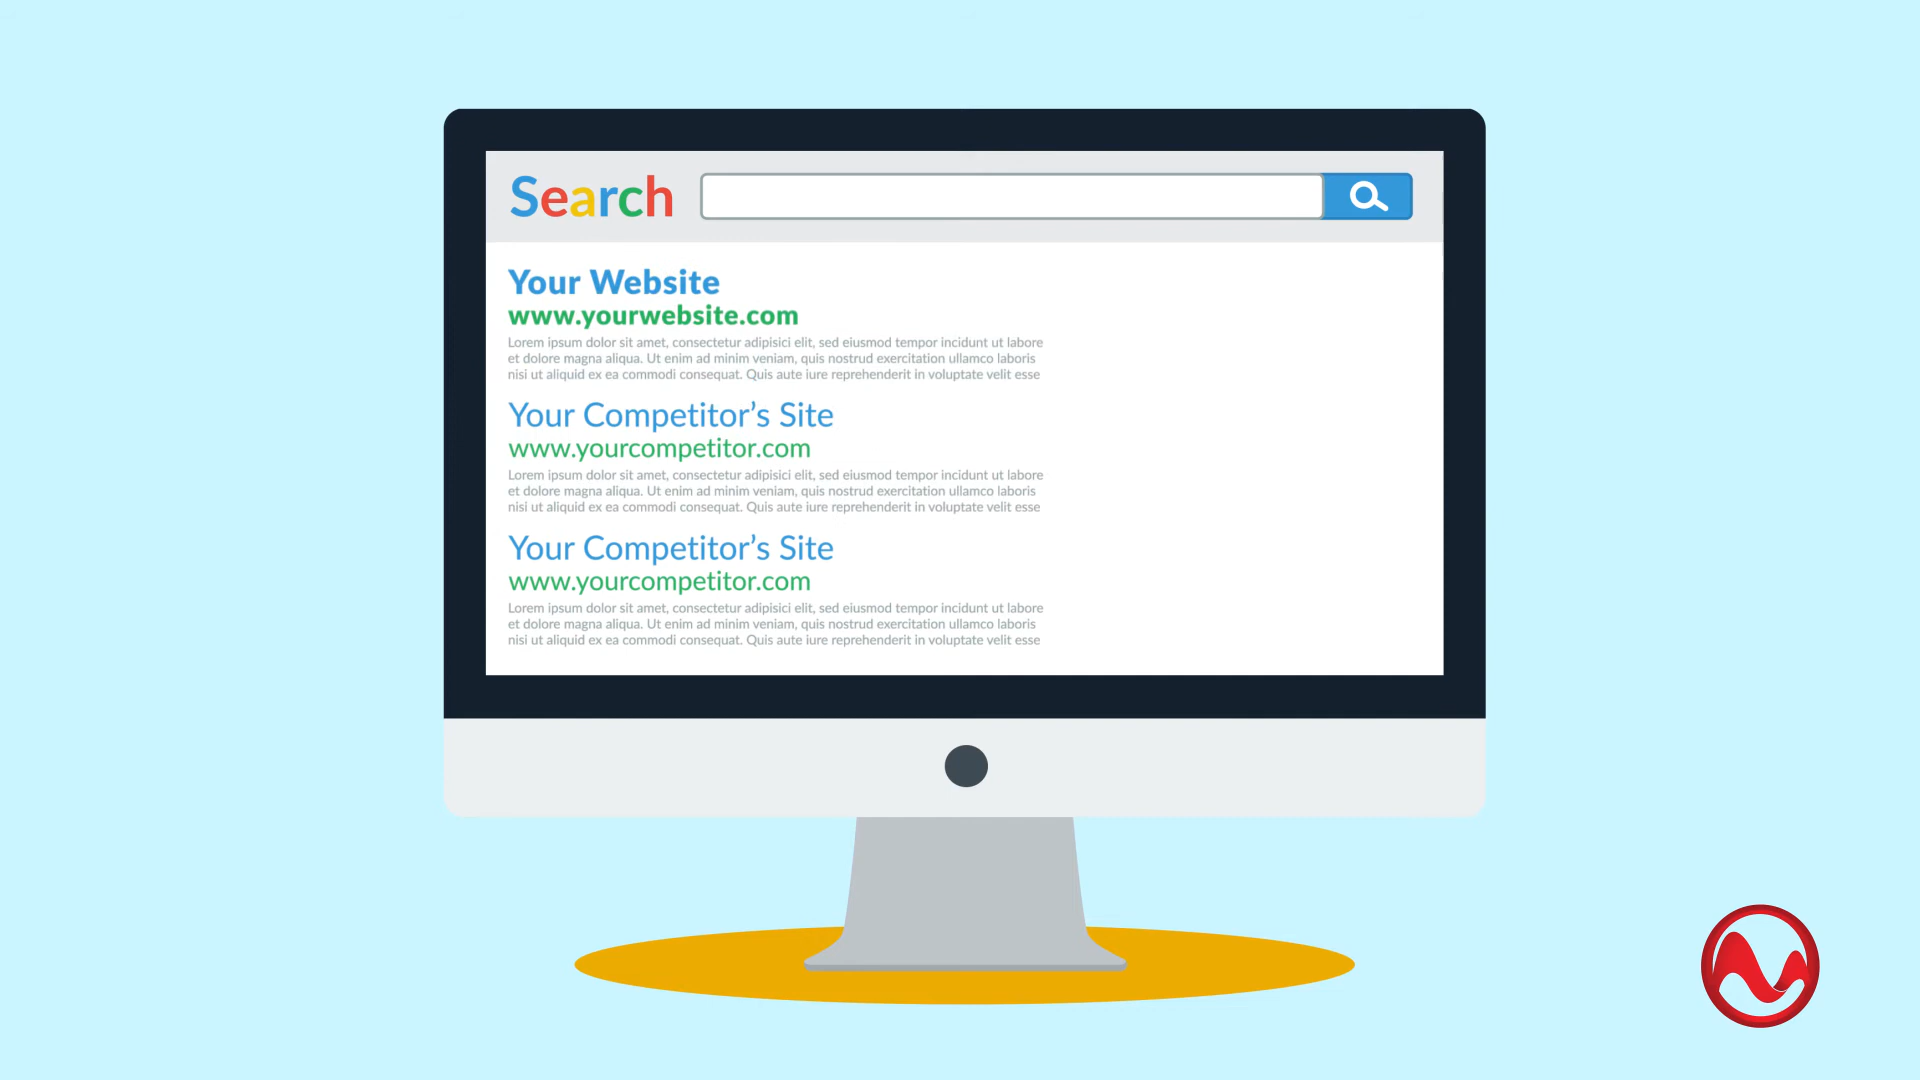 Search
Your Website
www.yourwebsite.com
Lorem ipsum dolor sit amet, consectetur adipisici elit, sed eiusmod tempor incidunt ut labore
et dolore magna aliqua. Ut enim ad minim veniam, quis nostrud exercitation ullamco laboris
nisi ut aliquid ex ea commodi consequat. Quis aute iure reprehenderit in voluptate velit esse
Your Competitor’s Site
www.yourcompetitor.com
Lorem ipsum dolor sit amet, consectetur adipisici elit, sed eiusmod tempor incidunt ut labore
et dolore magna aliqua. Ut enim ad minim veniam, quis nostrud exercitation ullamco laboris
nisi ut aliquid ex ea commodi consequat. Quis aute iure reprehenderit in voluptate velit esse
Your Competitor’s Site
www.yourcompetitor.com
Lorem ipsum dolor sit amet, consectetur adipisici elit, sed eiusmod tempor incidunt ut labore
et dolore magna aliqua. Ut enim ad minim veniam, quis nostrud exercitation ullamco laboris
nisi ut aliquid ex ea commodi consequat. Quis aute iure reprehenderit in voluptate velit esse